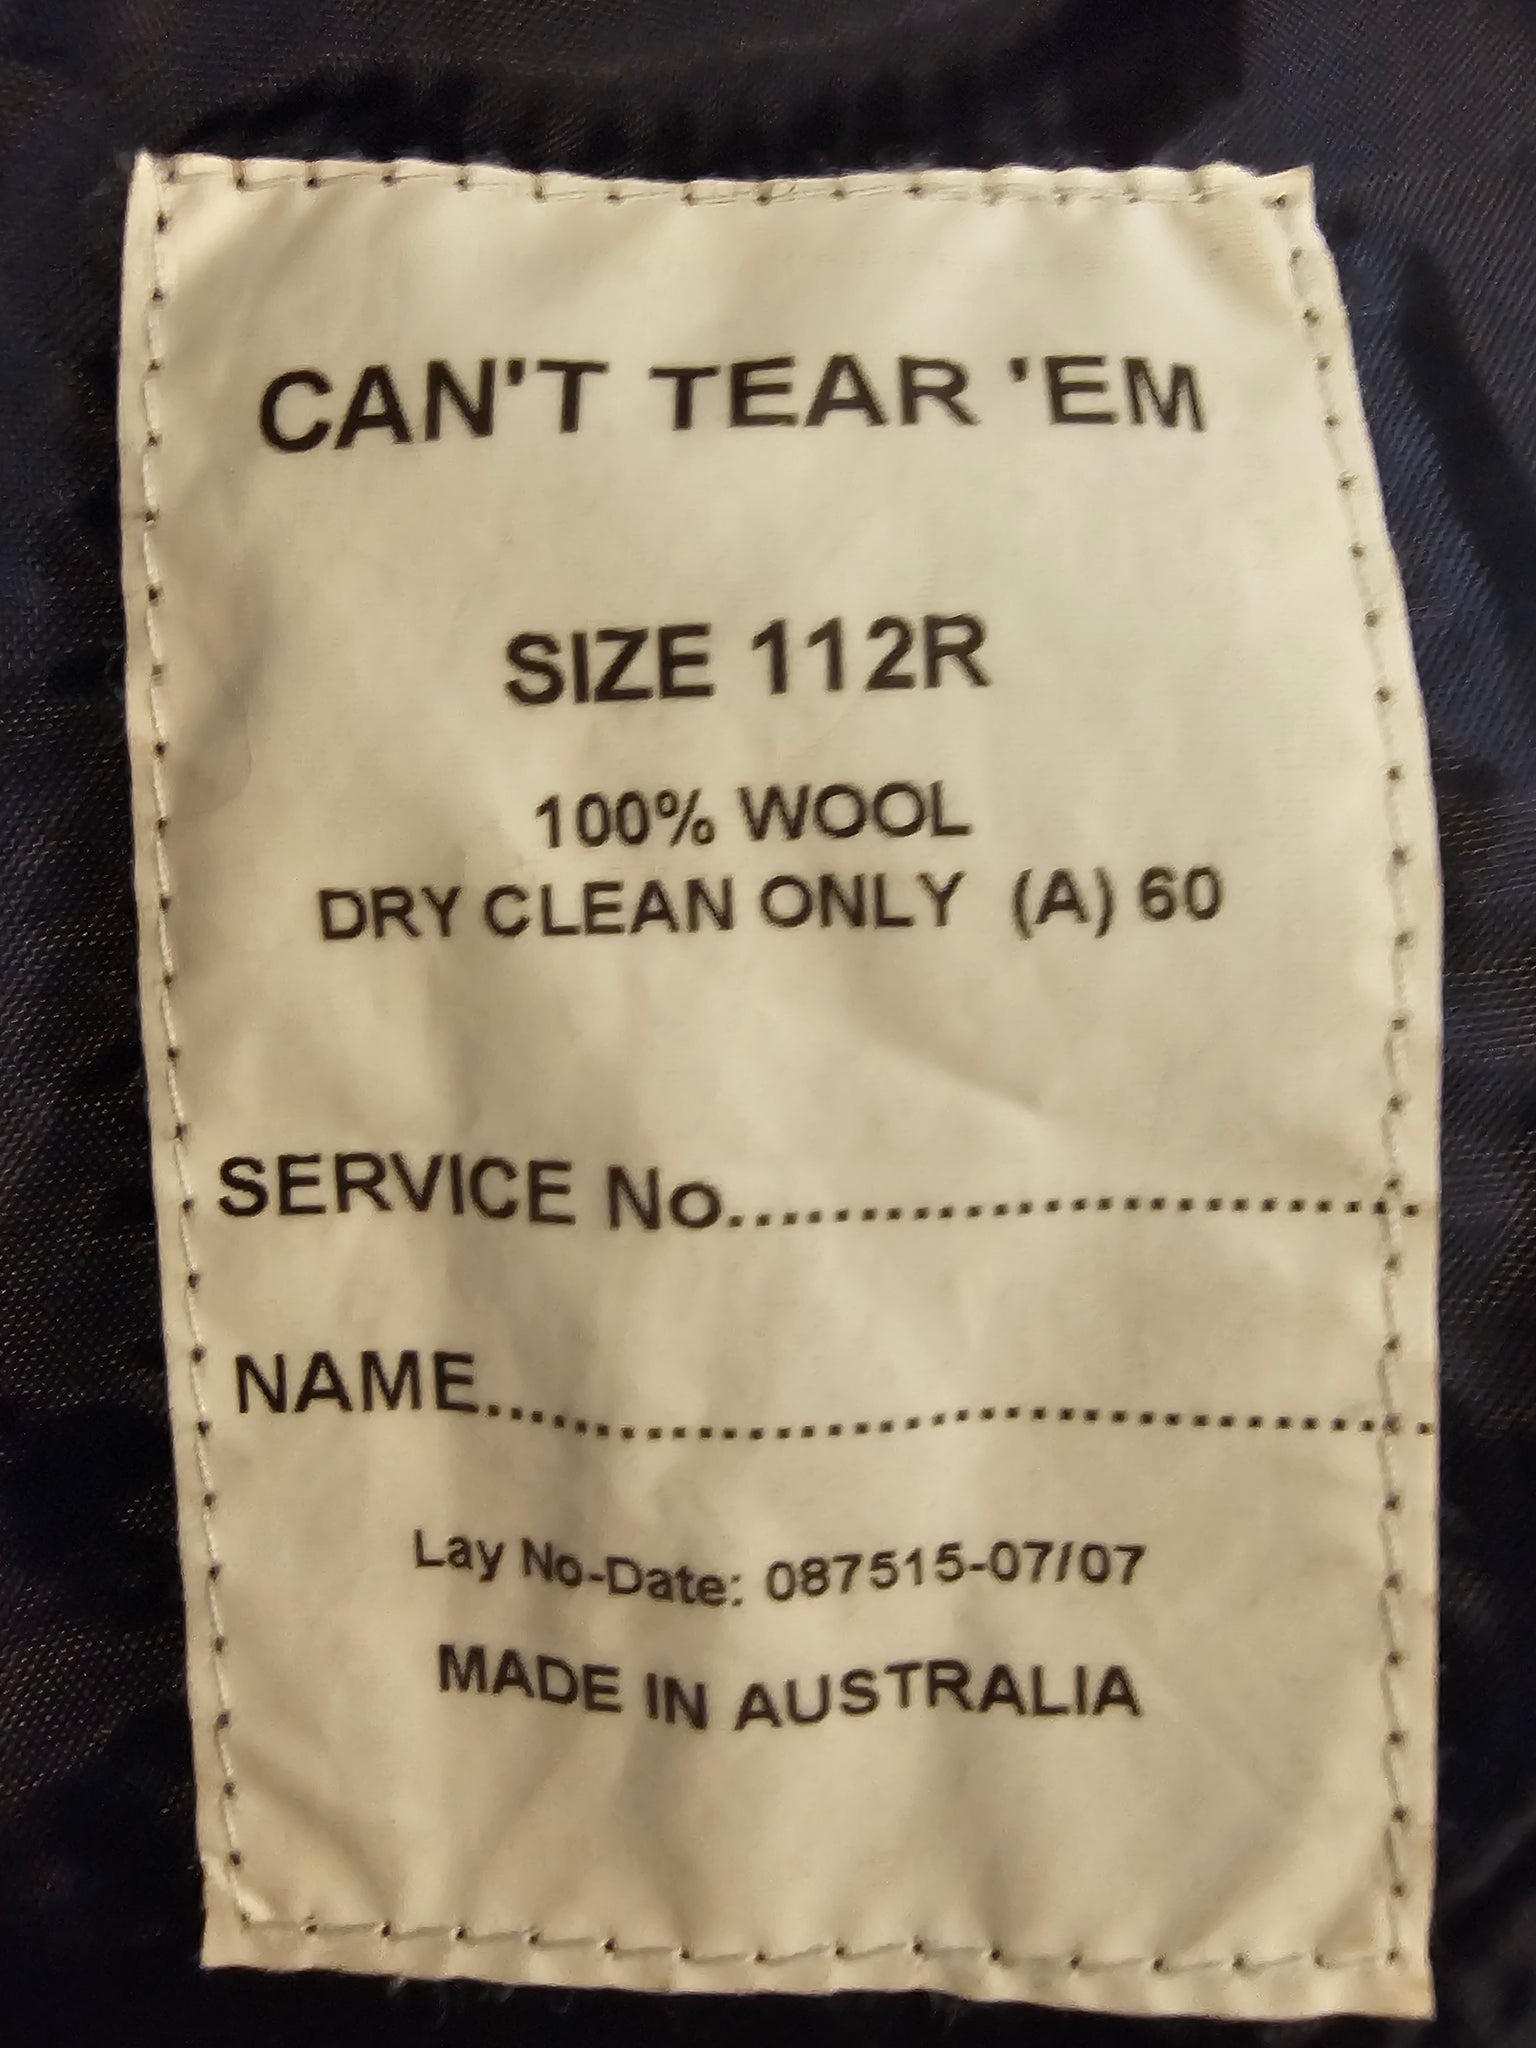 CAN'T TEAR 'EM
SIZE 112R
100% WOOL
DRY CLEAN ONLY (A) 60
SERVICE No.............................
NAME.....................................
Lay No-Date: 087515-07/07
MADE IN AUSTRALIA